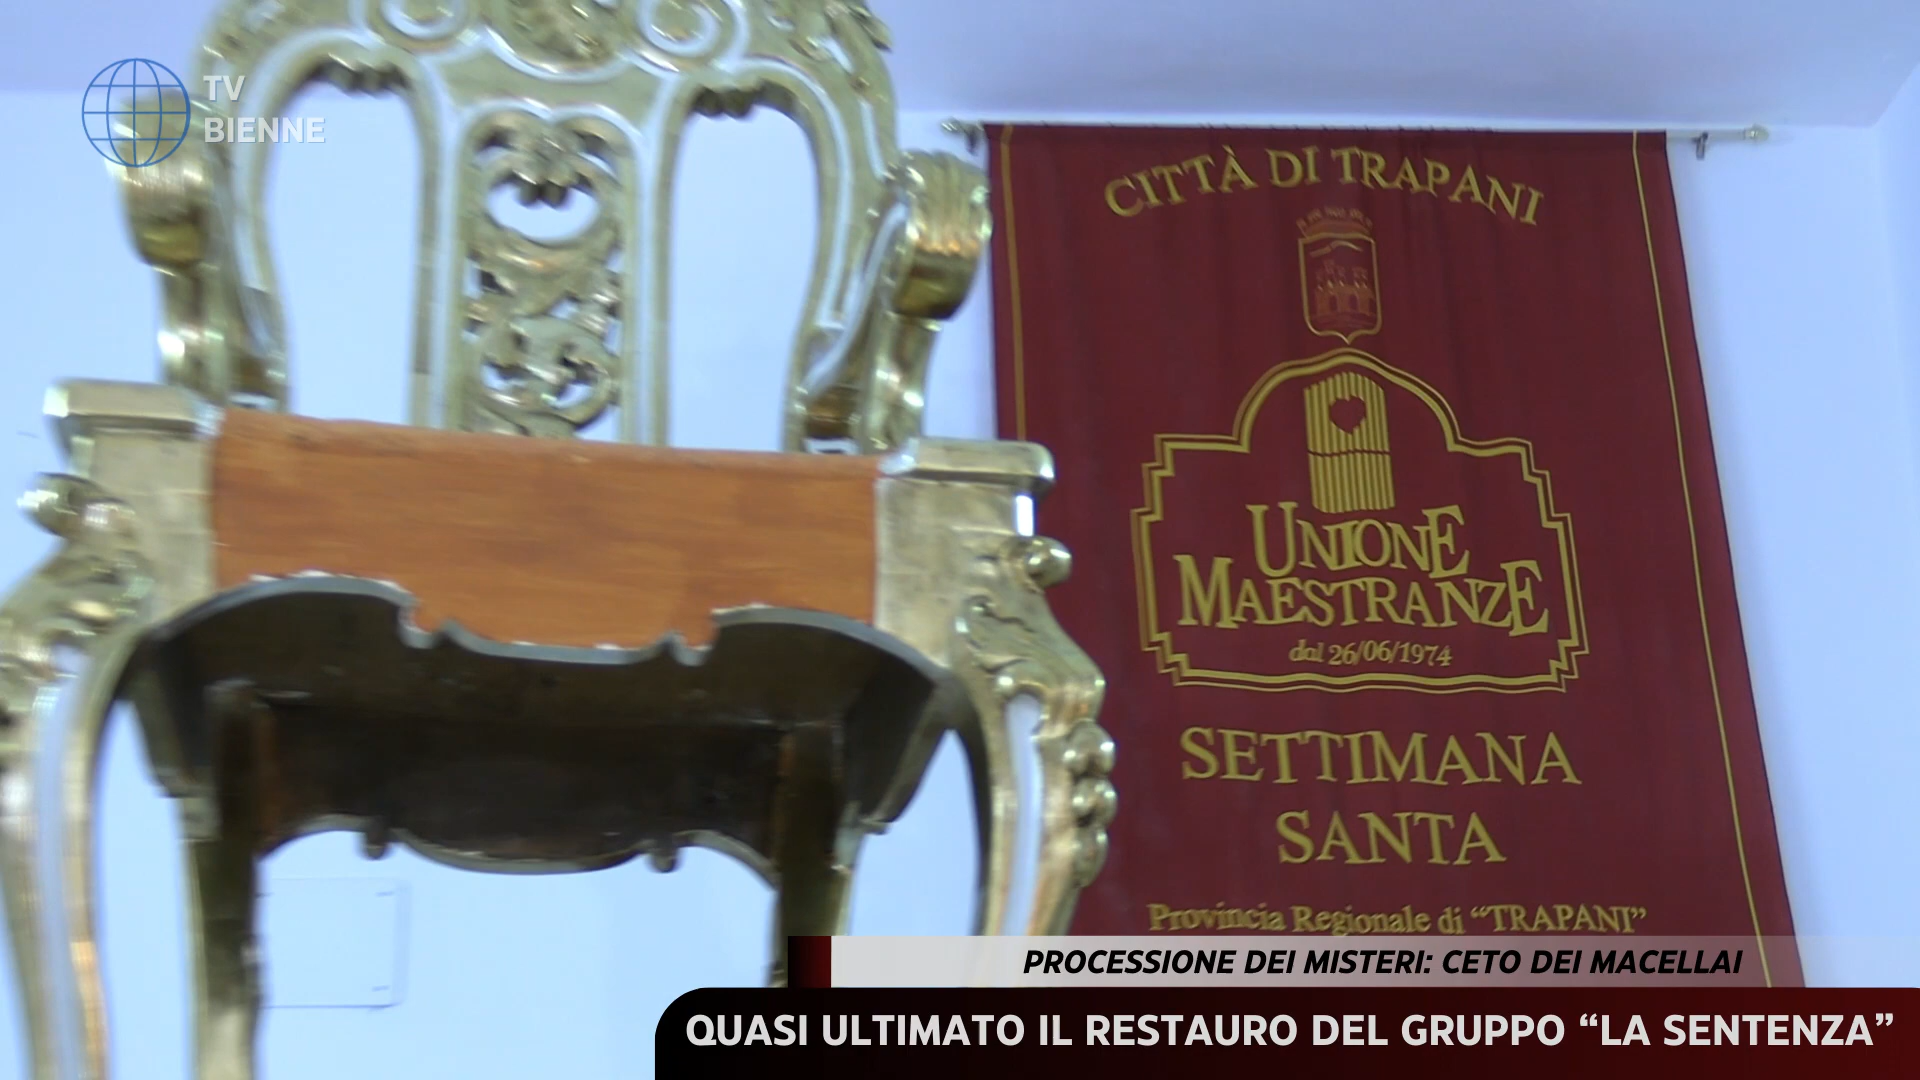 TV
BIENNE
CITTÀ DI TRAPANI
UNIONE
MAESTRANZE
dal 26/06/1974
SETTIMANA
SANTA
Provincia Regionale di “TRAPANI”
PROCESSIONE DEI MISTERI: CETO DEI MACELLAI
QUASI ULTIMATO IL RESTAURO DEL GRUPPO “LA SENTENZA”